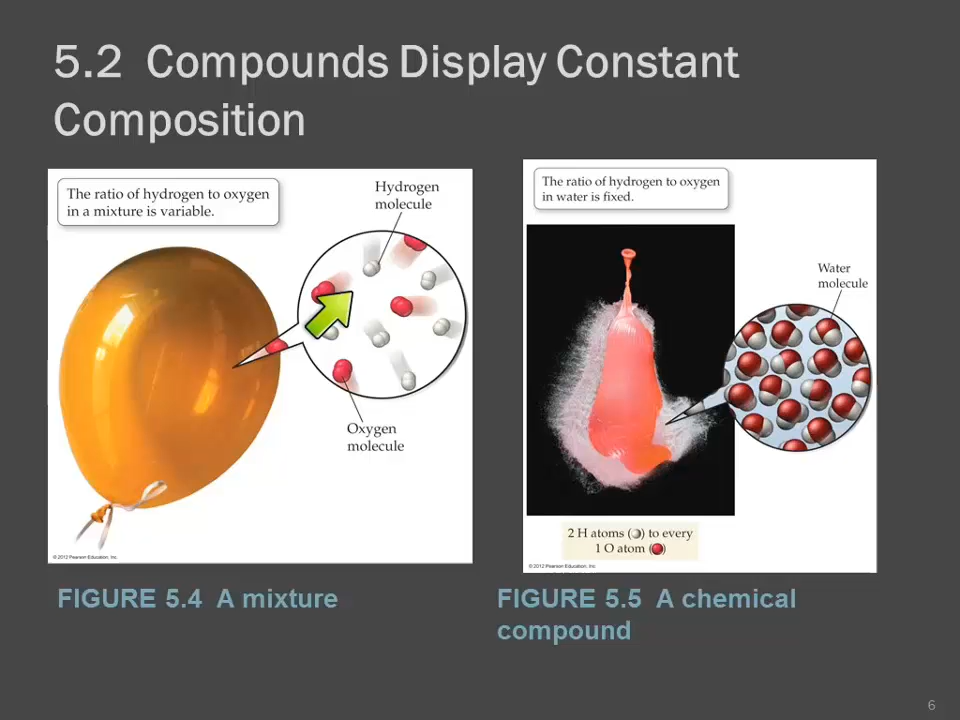 5.2 Compounds Display Constant
Composition
The ratio of hydrogen to oxygen
in a mixture is variable.
Hydrogen
molecule
Oxygen
molecule
© 2012 Pearson Education, Inc.
The ratio of hydrogen to oxygen
in water is fixed.
Water
molecule
2 H atoms ( ) to every
1 O atom ( )
© 2012 Pearson Education, Inc.
FIGURE 5.4 A mixture
FIGURE 5.5 A chemical
compound
6